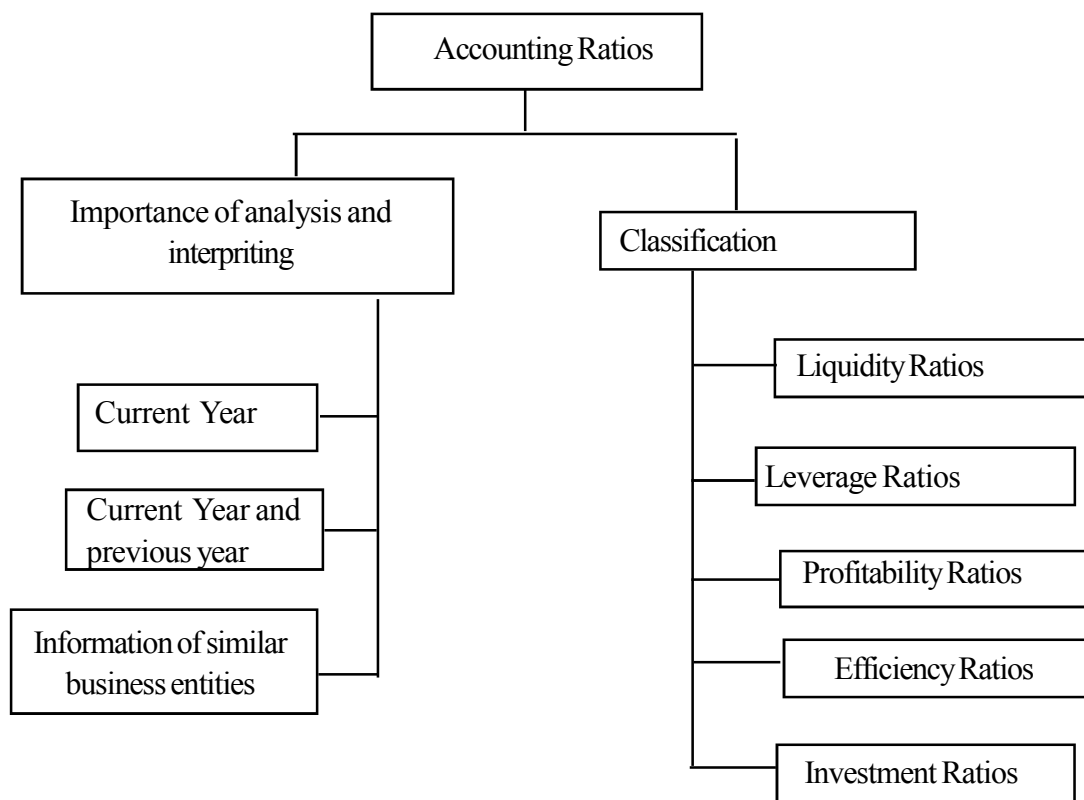 Accounting Ratios
Importance of analysis and
interpriting
Current Year
Current Year and
previous year
Information of similar
business entities
Classification
Liquidity Ratios
Leverage Ratios
Profitability Ratios
Efficiency Ratios
Investment Ratios